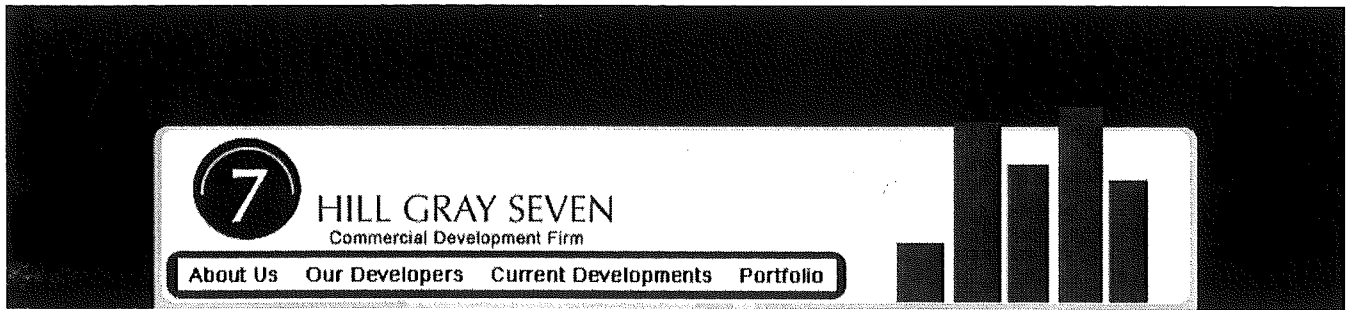 7
HILL GRAY SEVEN
Commercial Development Firm
About Us Our Developers Current Developments Portfolio